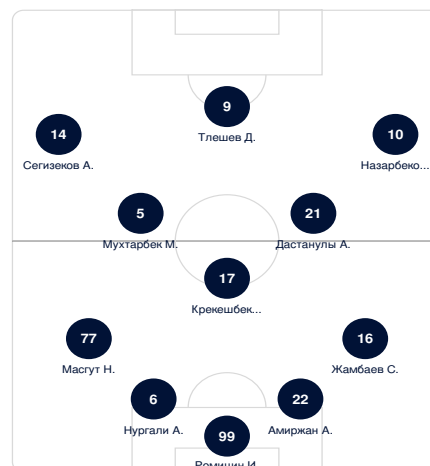 9
Тлешев Д.
14
Сегизеков А.
10
Назарбеко...
5
Мухтарбек М.
21
Дастанулы А.
17
Крекешбек...
77
Масгут Н.
16
Жамбаев С.
6
Нургали А.
22
Амиржан А.
99